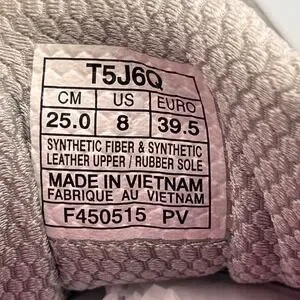 T5J6Q
CM US EURO
25.0 8 39.5
SYNTHETIC FIBER & SYNTHETIC
LEATHER UPPER / RUBBER SOLE
MADE IN VIETNAM
FABRIQUE AU VIETNAM
F450515 PV